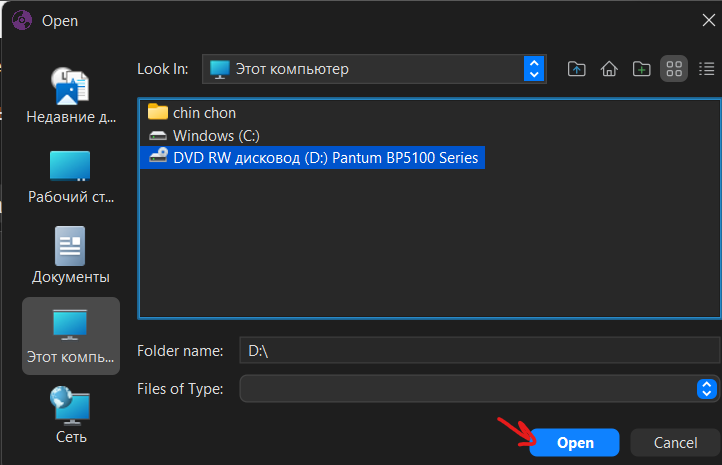 Open
Look In:
Этот компьютер
Недавние д...
Рабочий ст...
Документы
Этот компь...
Сеть
chin chon
Windows (C:)
DVD RW дисковод (D:) Pantum BP5100 Series
Folder name:
D:\
Files of Type:
Open
Cancel